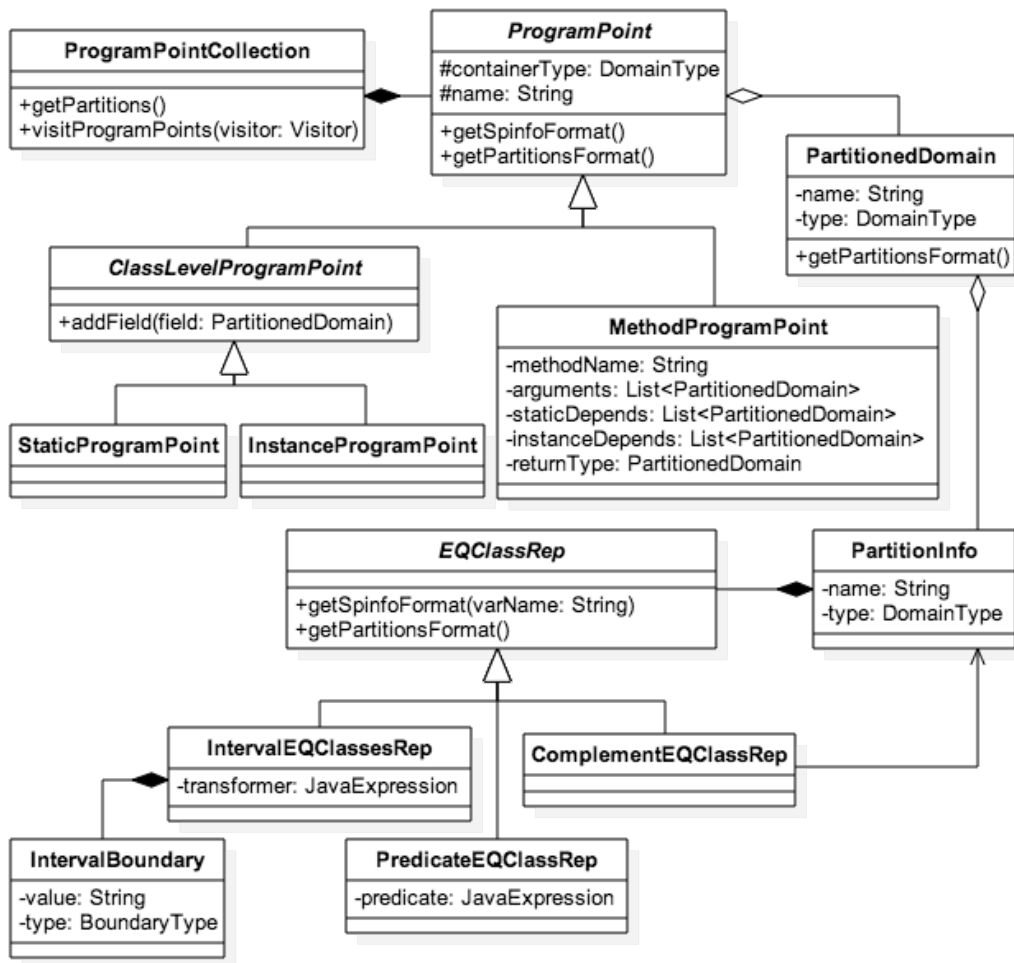 ProgramPointCollection
+getPartitions()
+visitProgramPoints(visitor: Visitor)
ProgramPoint
#containerType: DomainType
#name: String
+getSpinfoFormat()
+getPartitionsFormat()
PartitionedDomain
-name: String
-type: DomainType
+getPartitionsFormat()
ClassLevelProgramPoint
+addField(field: PartitionedDomain)
MethodProgramPoint
-methodName: String
-arguments: List<PartitionedDomain>
-staticDepends: List<PartitionedDomain>
-instanceDepends: List<PartitionedDomain>
-returnType: PartitionedDomain
StaticProgramPoint
InstanceProgramPoint
EQClassRep
+getSpinfoFormat(varName: String)
+getPartitionsFormat()
PartitionInfo
-name: String
-type: DomainType
IntervalEQClassesRep
-transformer: JavaExpression
ComplementEQClassRep
IntervalBoundary
-value: String
-type: BoundaryType
PredicateEQClassRep
-predicate: JavaExpression